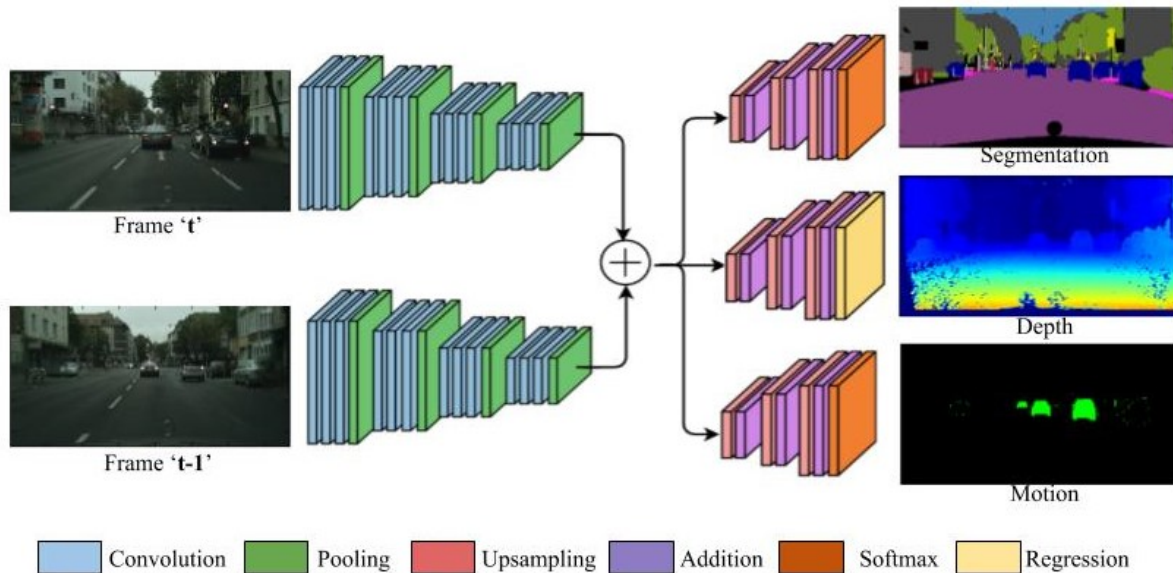 Segmentation
Frame ‘t’
Depth
Frame ‘t-1’
Motion
Convolution Pooling Upsampling Addition Softmax Regression